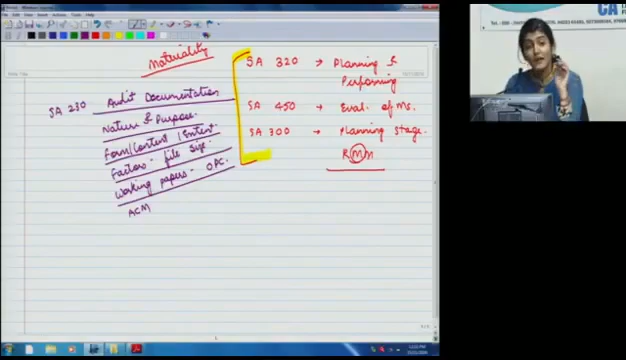 Materiality
SA 320 → Planning &
Performing
SA 450 → Eval. of Ms.
SA 300 → Planning Stage.
RMM
SA 230 Audit Documentation
Nature & Purpose.
Form/Content/Extent.
Factors - file size.
Working papers - OPC.
ACM
CA